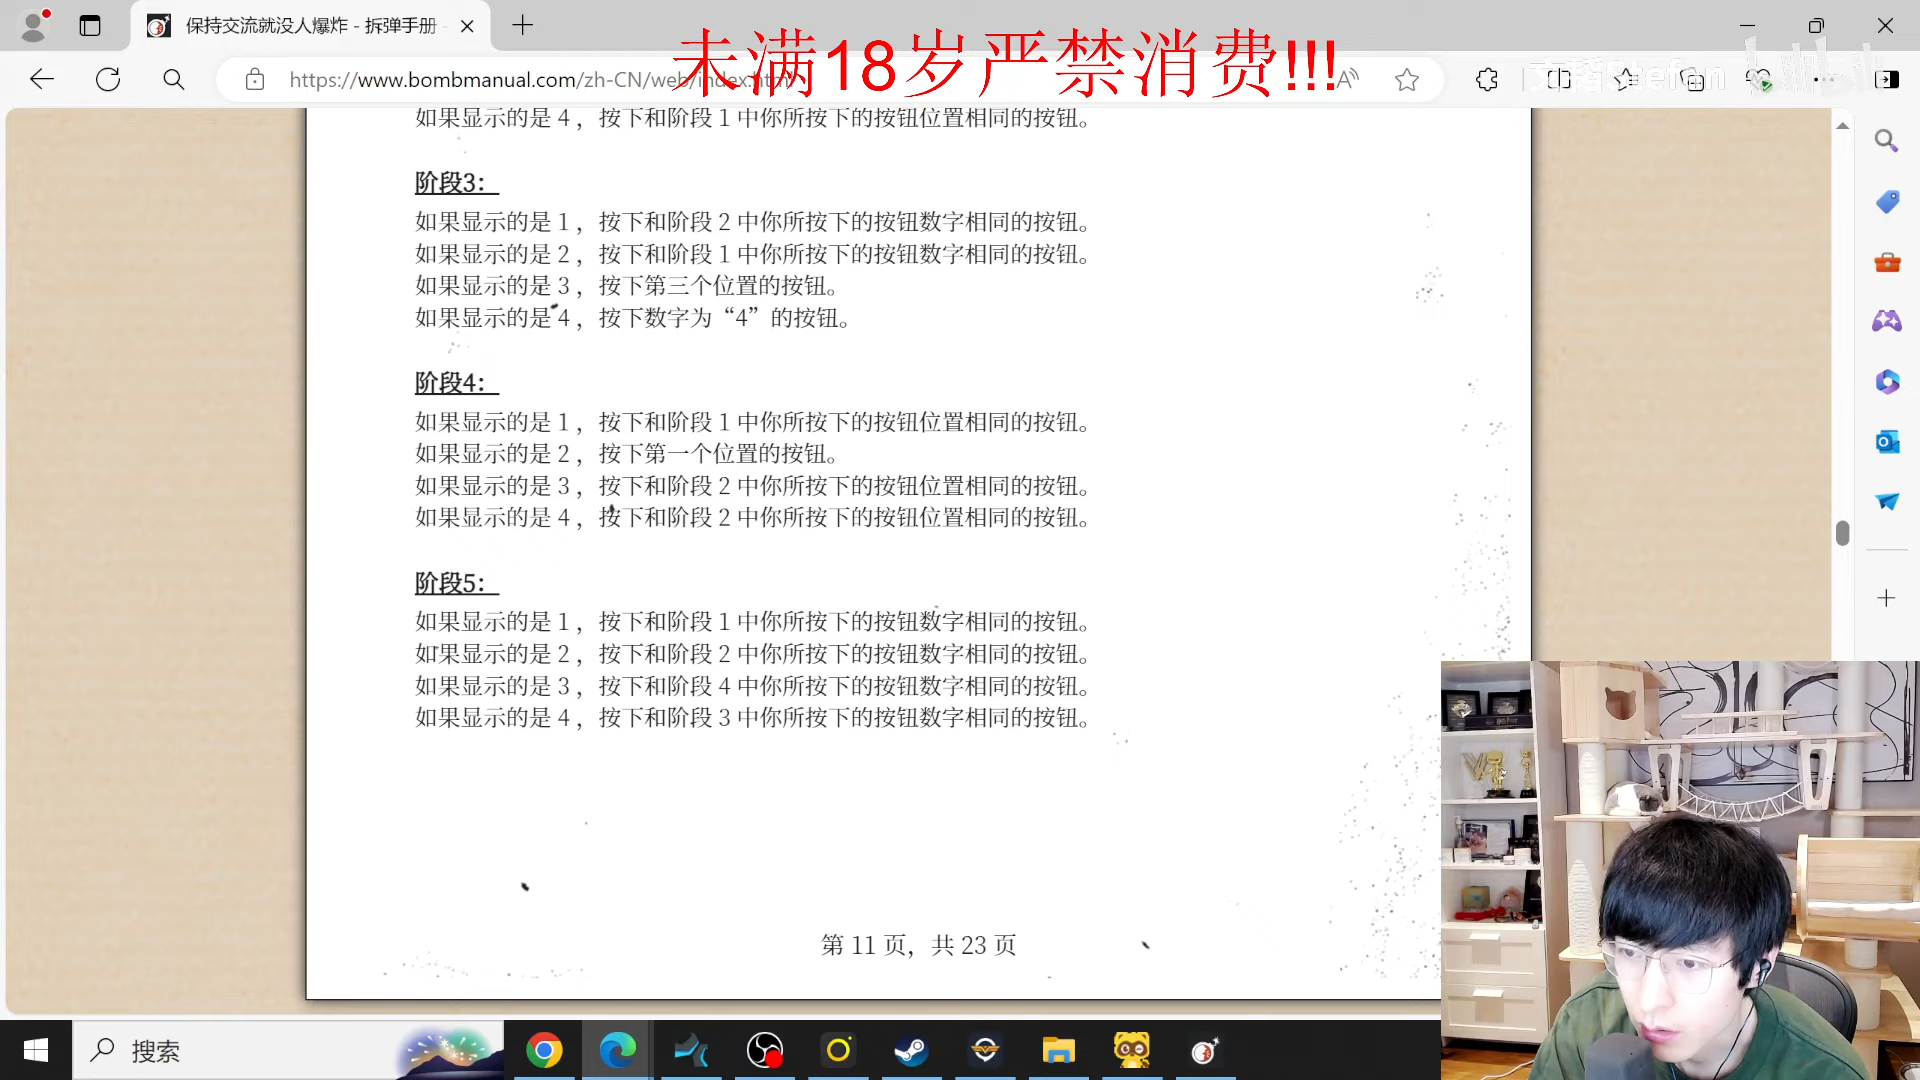 保持交流就没人爆炸 - 拆弹手册
未满18岁严禁消费!!!
https://www.bombmanual.com/zh-CN/web/index.html
如果显示的是 4，按下和阶段 1 中你所按下的按钮位置相同的按钮。
阶段3：
如果显示的是 1，按下和阶段 2 中你所按下的按钮数字相同的按钮。
如果显示的是 2，按下和阶段 1 中你所按下的按钮数字相同的按钮。
如果显示的是 3，按下第三个位置的按钮。
如果显示的是 4，按下数字为“4”的按钮。
阶段4：
如果显示的是 1，按下和阶段 1 中你所按下的按钮位置相同的按钮。
如果显示的是 2，按下第一个位置的按钮。
如果显示的是 3，按下和阶段 2 中你所按下的按钮位置相同的按钮。
如果显示的是 4，按下和阶段 2 中你所按下的按钮位置相同的按钮。
阶段5：
如果显示的是 1，按下和阶段 1 中你所按下的按钮数字相同的按钮。
如果显示的是 2，按下和阶段 2 中你所按下的按钮数字相同的按钮。
如果显示的是 3，按下和阶段 4 中你所按下的按钮数字相同的按钮。
如果显示的是 4，按下和阶段 3 中你所按下的按钮数字相同的按钮。
第 11 页，共 23 页
搜索